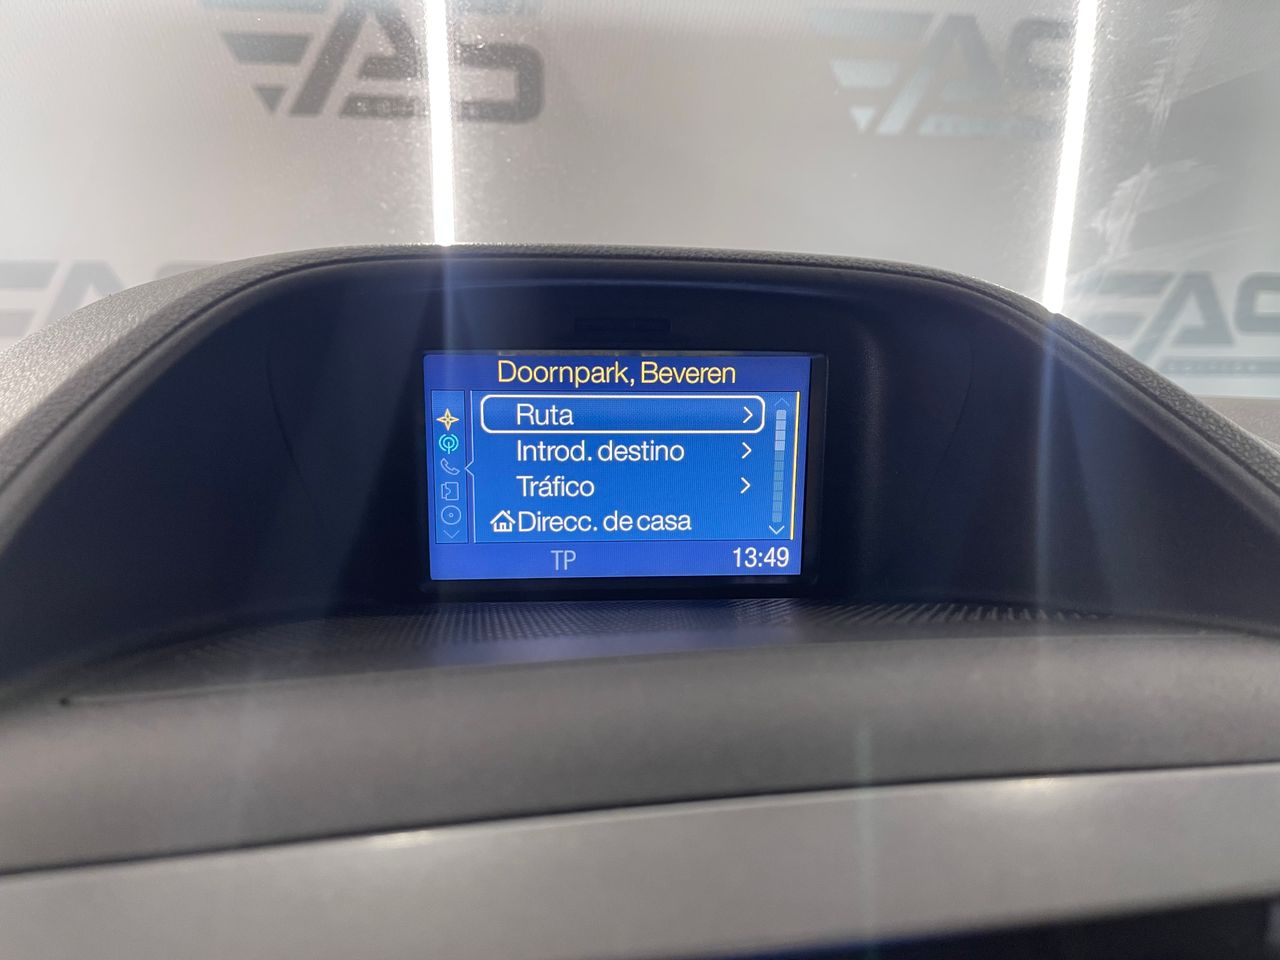 Doornpark, Beveren
Ruta
Introd. destino
Tráfico
Direcc. de casa
TP
13:49